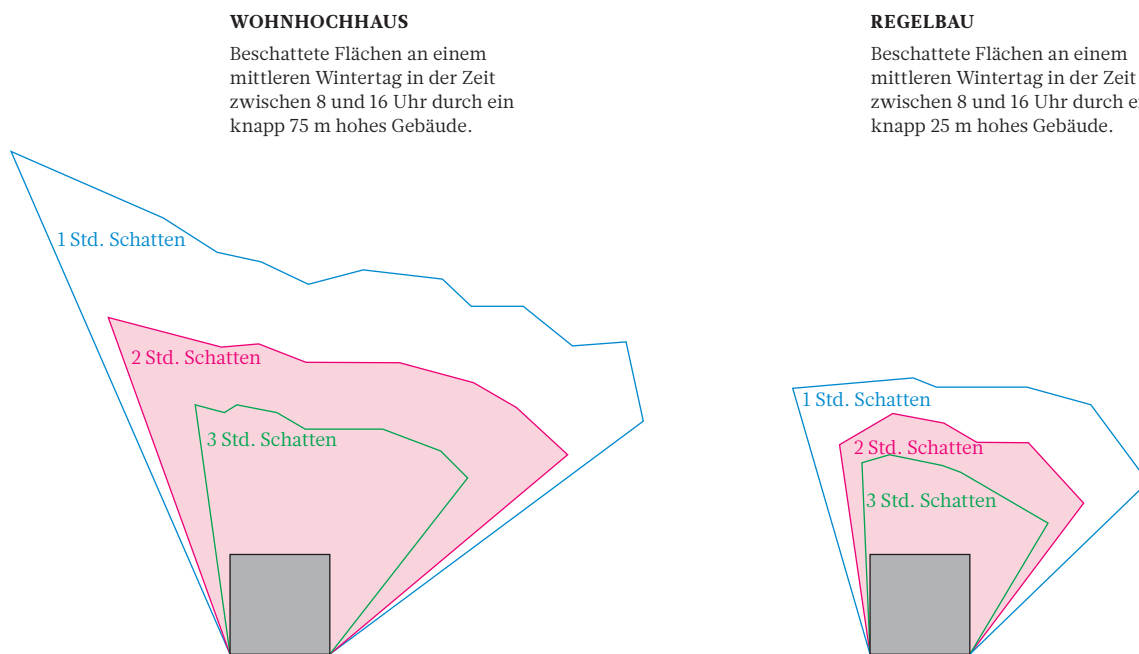 WOHNHOCHHAUS
Beschattete Flächen an einem
mittleren Wintertag in der Zeit
zwischen 8 und 16 Uhr durch ein
knapp 75 m hohes Gebäude.
1 Std. Schatten
2 Std. Schatten
3 Std. Schatten
REGELBAU
Beschattete Flächen an einem
mittleren Wintertag in der Zeit
zwischen 8 und 16 Uhr durch
knapp 25 m hohes Gebäude.
1 Std. Schatten
2 Std. Schatten
3 Std. Schatten